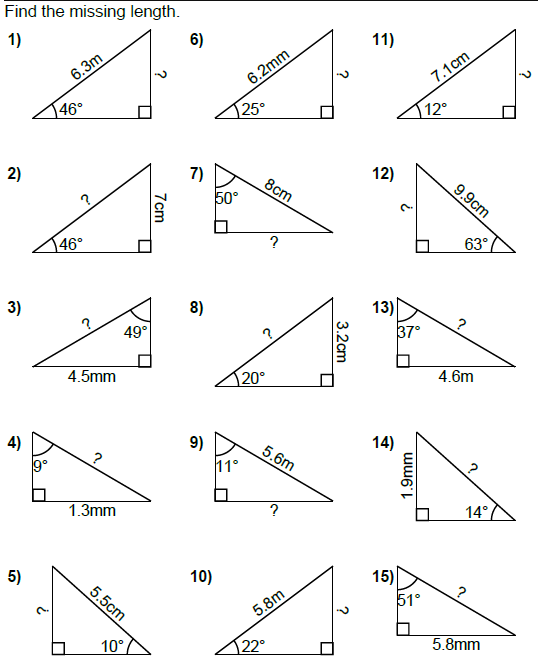 Find the missing length.
1)
6.3m
?
46°
6)
6.2mm
?
25°
11)
7.1cm
?
12°
2)
?
7cm
46°
7)
50°
8cm
?
12)
?
9.9cm
63°
3)
?
49°
4.5mm
8)
?
3.2cm
20°
13)
37°
?
4.6m
4)
9°
?
1.3mm
9)
11°
5.6m
?
14)
1.9mm
?
14°
5)
?
5.5cm
10°
10)
5.8m
?
22°
15)
51°
?
5.8mm